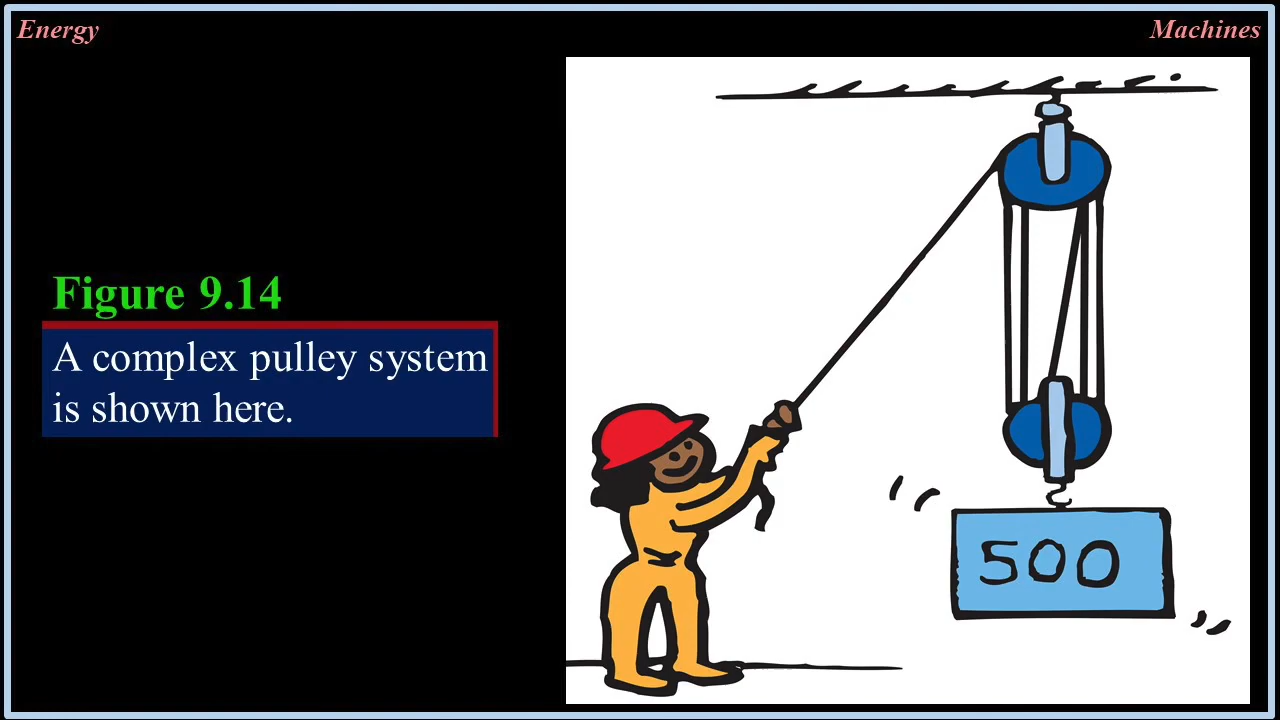 Energy
Machines
Figure 9.14
A complex pulley system
is shown here.
500